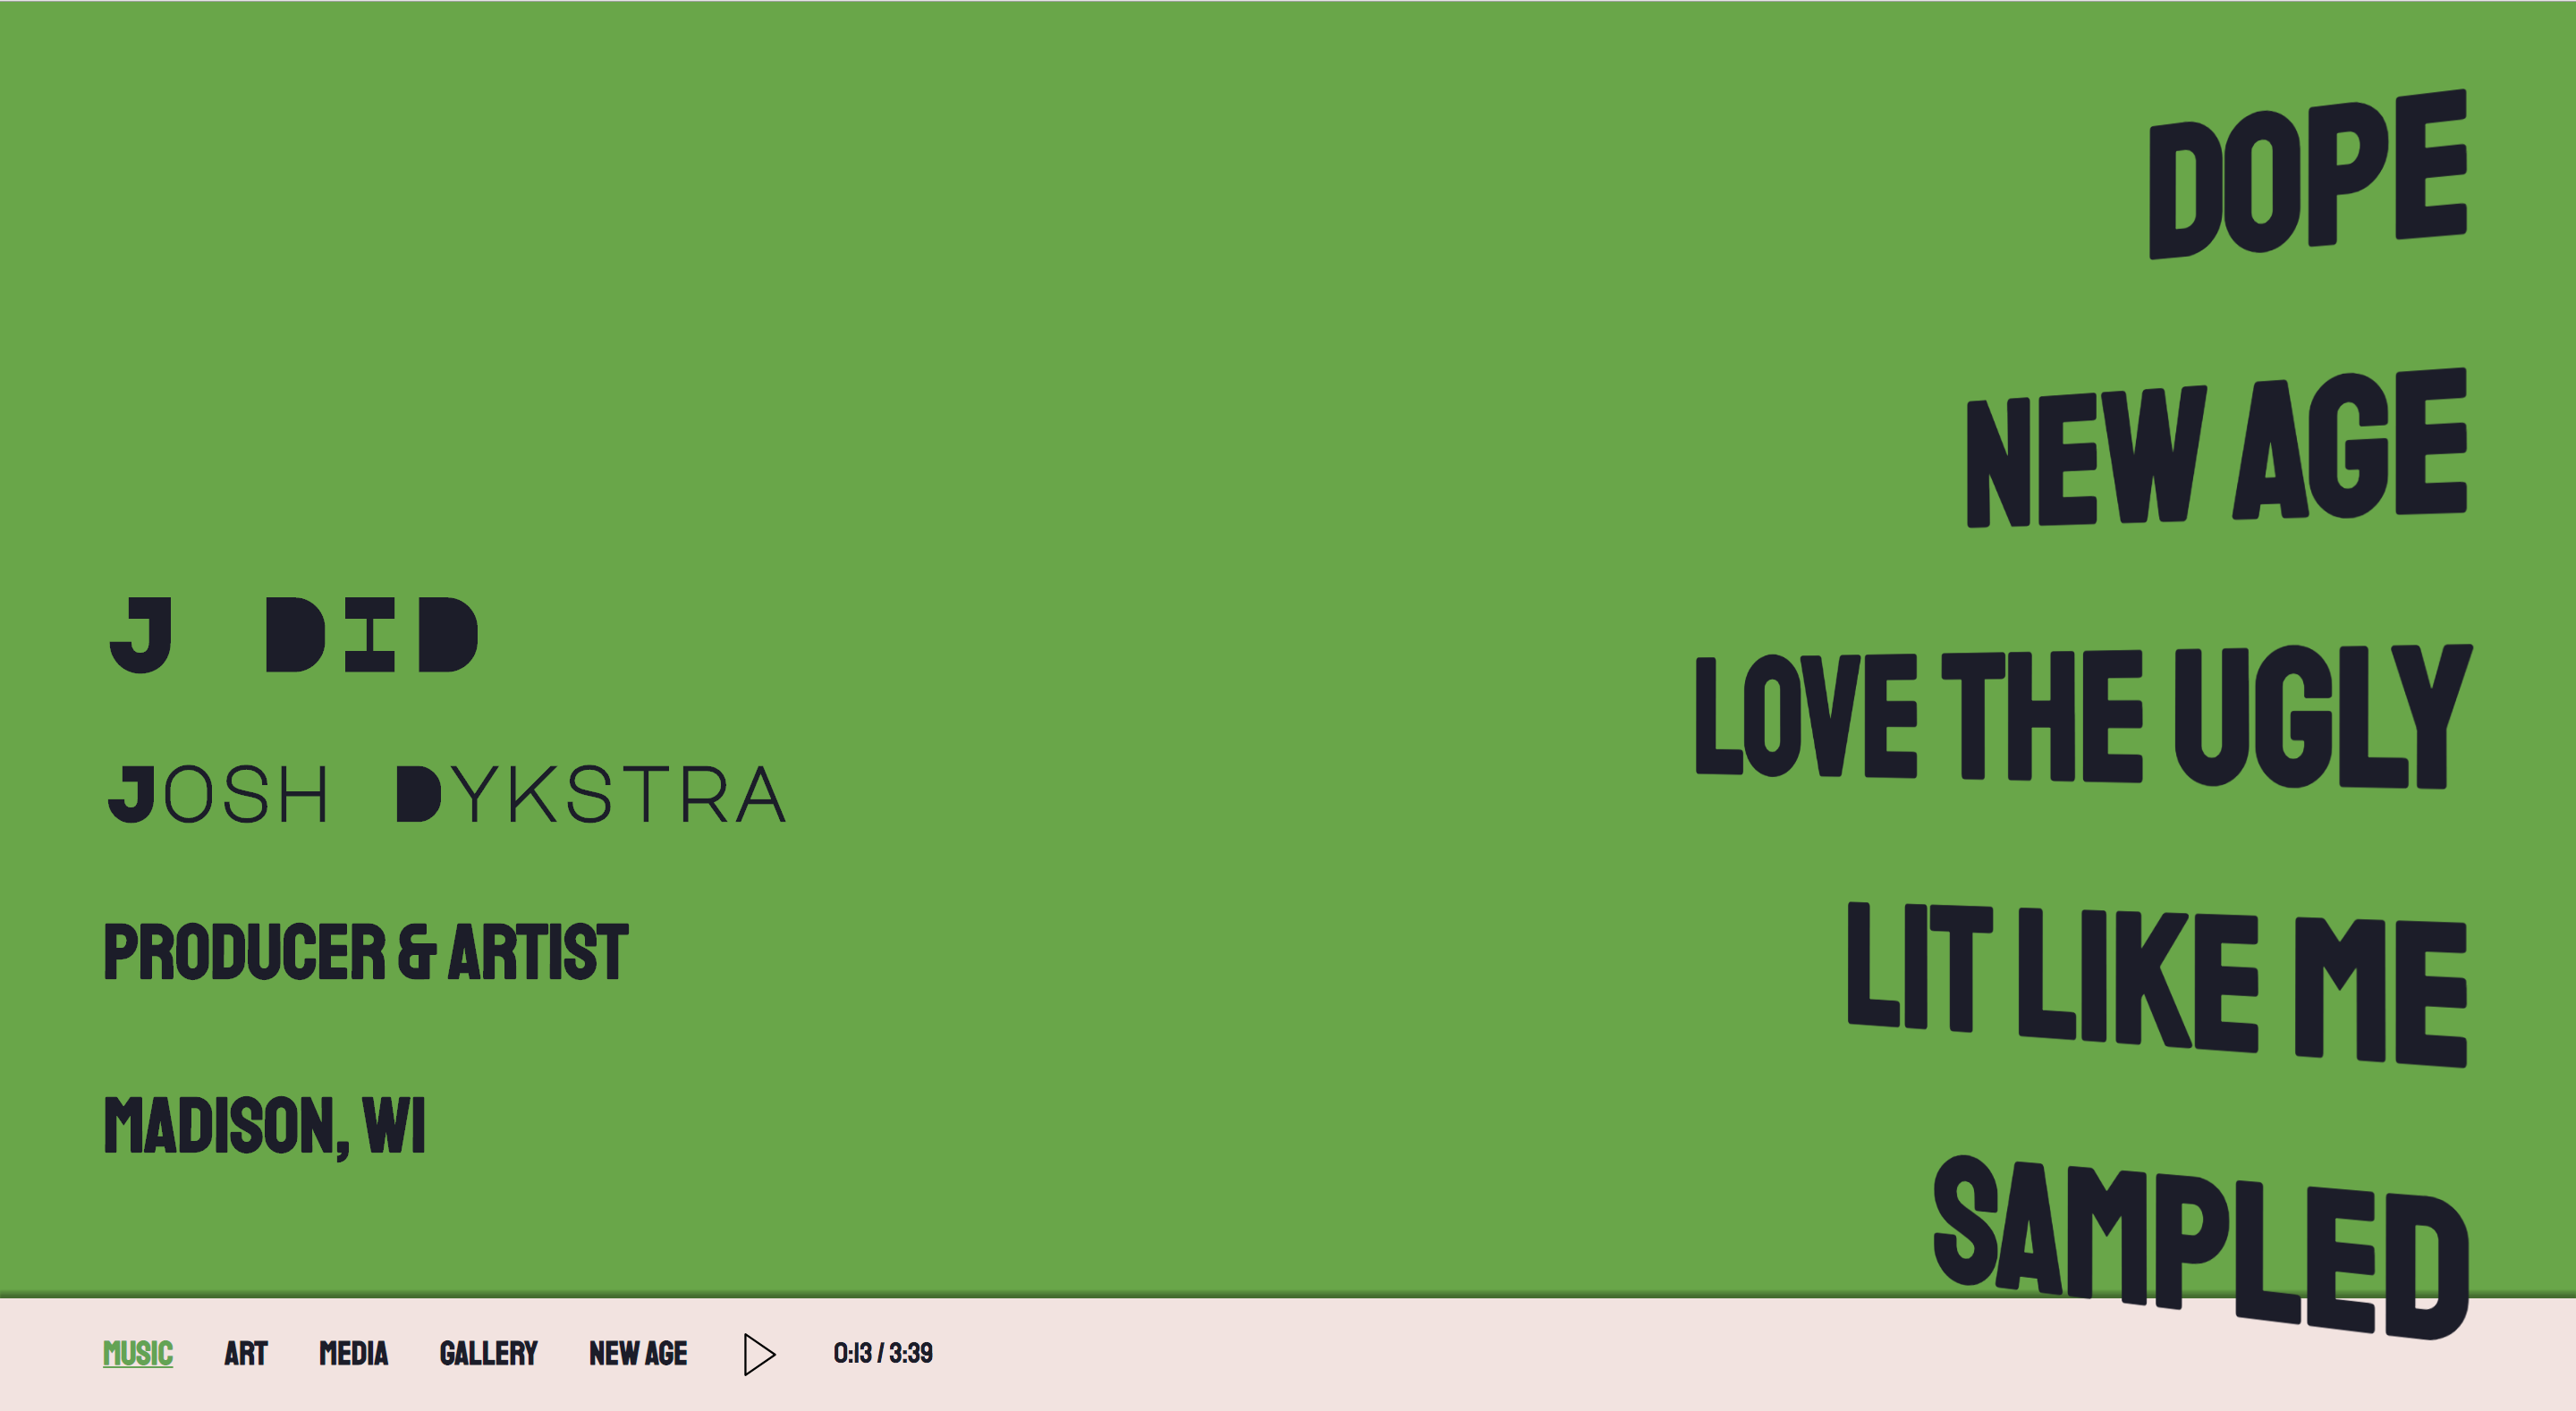 J DID
JOSH DYKSTRA
PRODUCER & ARTIST
MADISON, WI
DOPE
NEW AGE
LOVE THE UGLY
LIT LIKE ME
SAMPLED
MUSIC ART MEDIA GALLERY NEW AGE 0:13 / 3:39